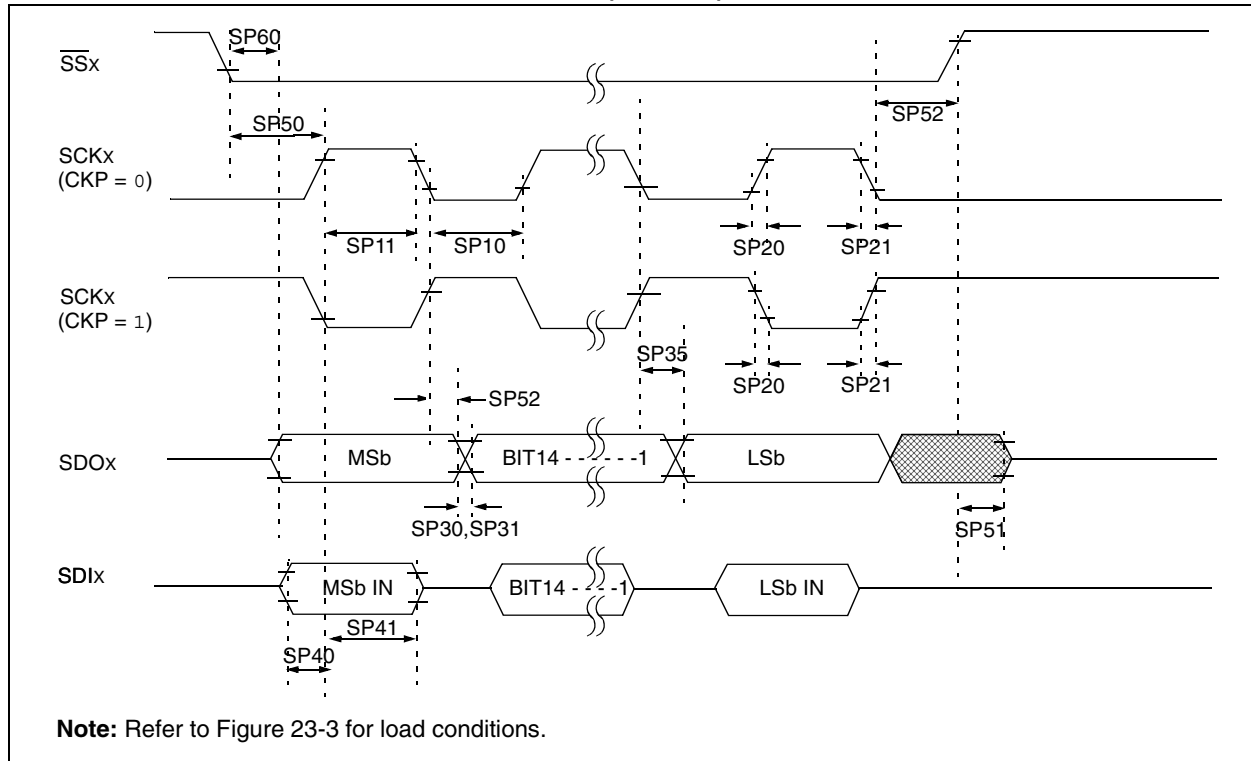 SP60
SSx
SP52
SP50
SCKx
(CKP = 0)
SP11 SP10 SP20 SP21
SCKx
(CKP = 1)
SP35
SP20 SP21
SP52
SDOx MSb BIT14 - - - - - -1 LSb
SP30,SP31 SP51
SDIx MSb IN BIT14 - - - -1 LSb IN
SP41
SP40
Note: Refer to Figure 23-3 for load conditions.